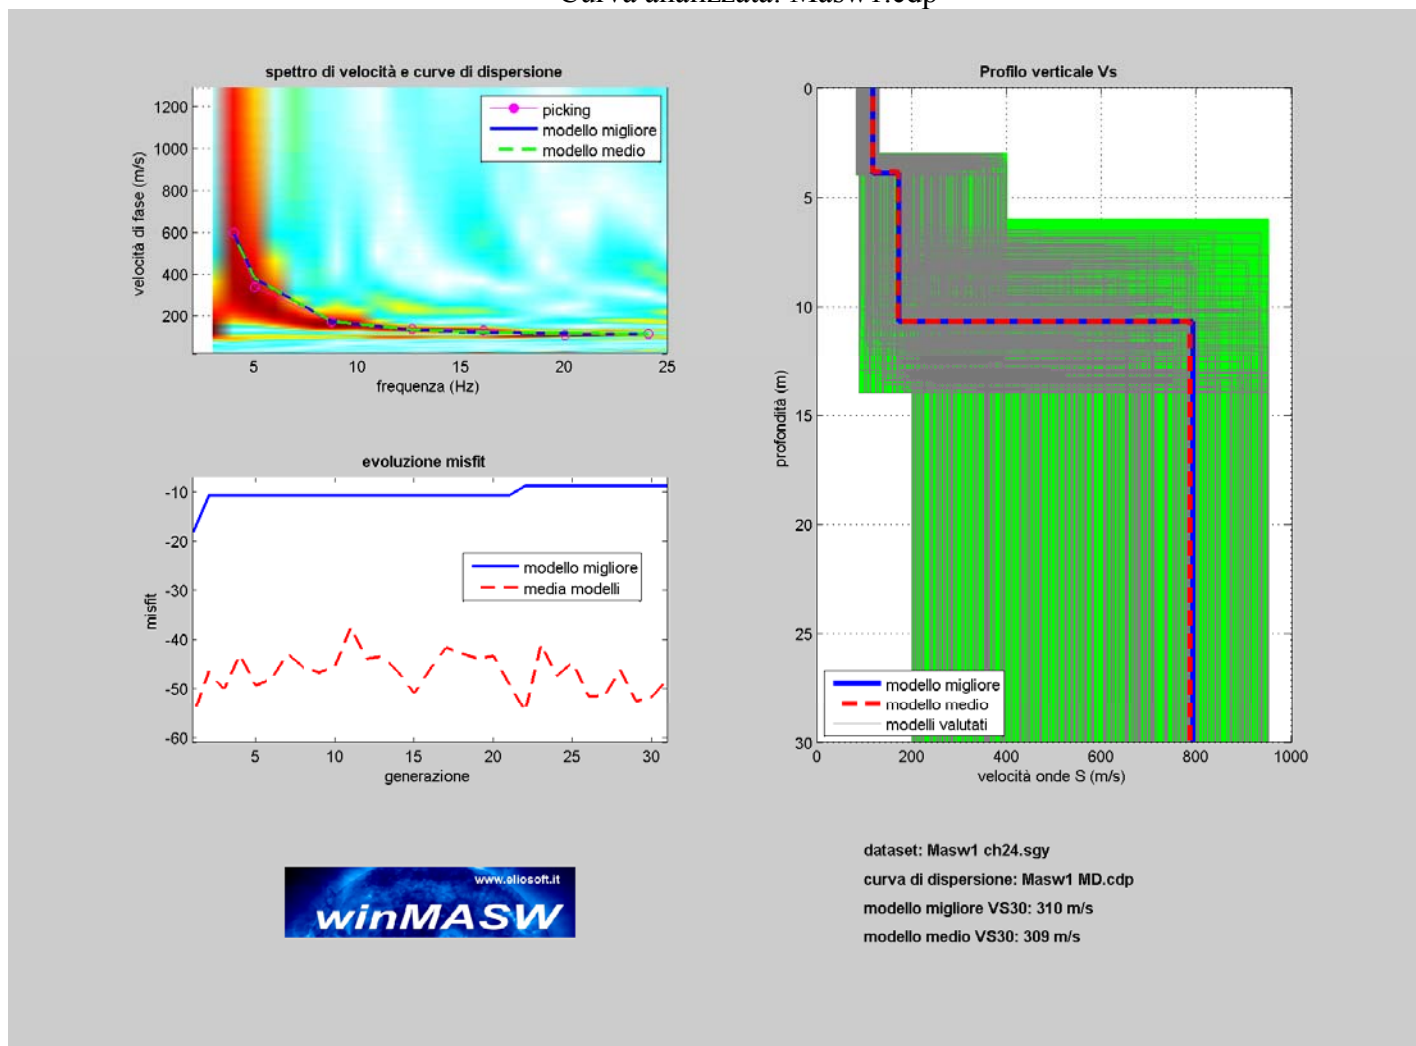 Curva analizzata: Masw1.cdp
spettro di velocità e curve di dispersione
1200
1000
800
600
400
200
velocità di fase (m/s)
picking
modello migliore
modello medio
5
10
15
20
25
frequenza (Hz)
evoluzione misfit
-10
-20
-30
-40
-50
-60
misfit
modello migliore
media modelli
5
10
15
20
25
30
generazione
Profilo verticale Vs
0
5
10
15
20
25
30
profondità (m)
modello migliore
modello medio
modelli valutati
0
200
400
600
800
1000
velocità onde S (m/s)
www.eliosoft.it
winMASW
dataset: Masw1 ch24.sgy
curva di dispersione: Masw1 MD.cdp
modello migliore VS30: 310 m/s
modello medio VS30: 309 m/s